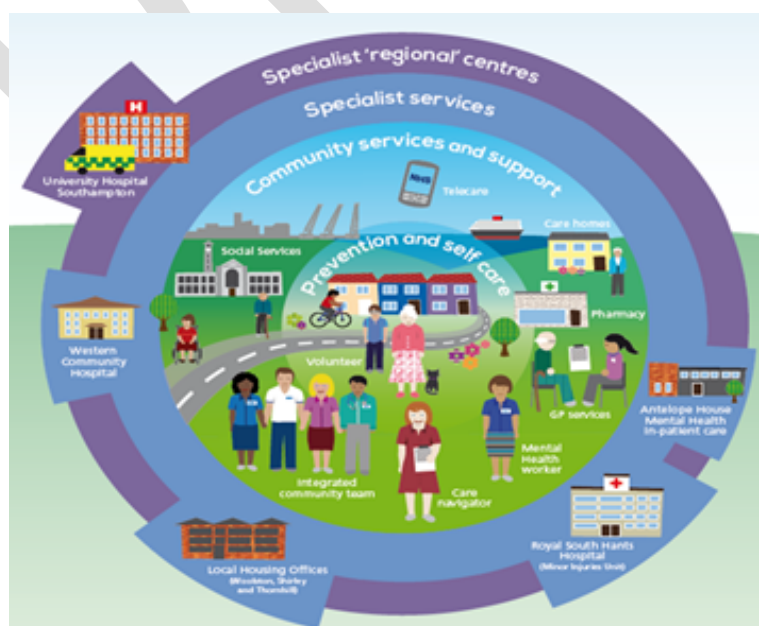 Specialist 'regional' centres
Specialist services
Community services and support
Prevention and self care
University Hospital
Southampton
NHS
Telecare
Care homes
Social Services
Pharmacy
Western
Community
Hospital
Volunteer
GP services
Antelope House
Mental Health
In-patient care
Integrated
community team
Care
navigator
Mental
Health
worker
Royal South Hants
Hospital
(Minor Injuries Unit)
Local Housing Offices
(Woolston, Shirley
and Thornhill)
H